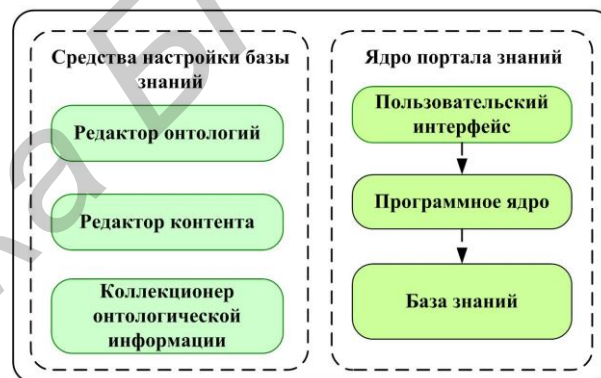 Средства настройки базы
знаний
Редактор онтологий
Редактор контента
Коллекционер
онтологической
информации
Ядро портала знаний
Пользовательский
интерфейс
Программное ядро
База знаний